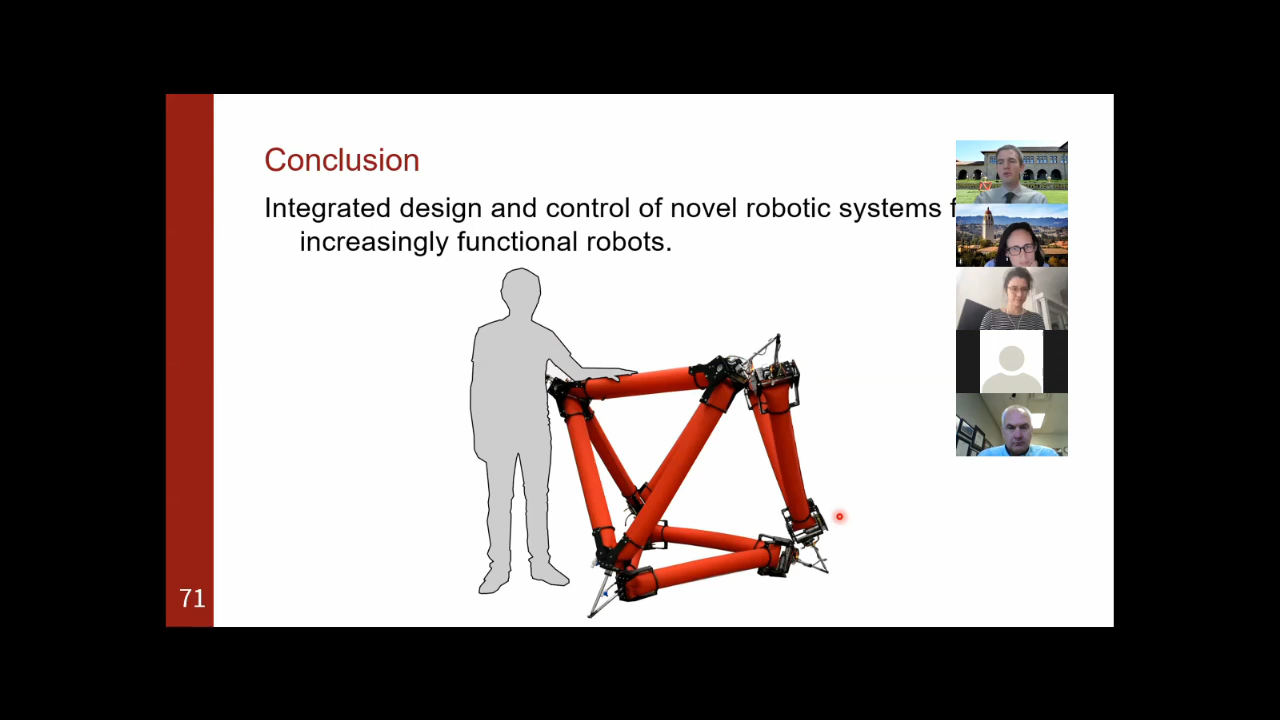 Conclusion
Integrated design and control of novel robotic systems
increasingly functional robots.
71